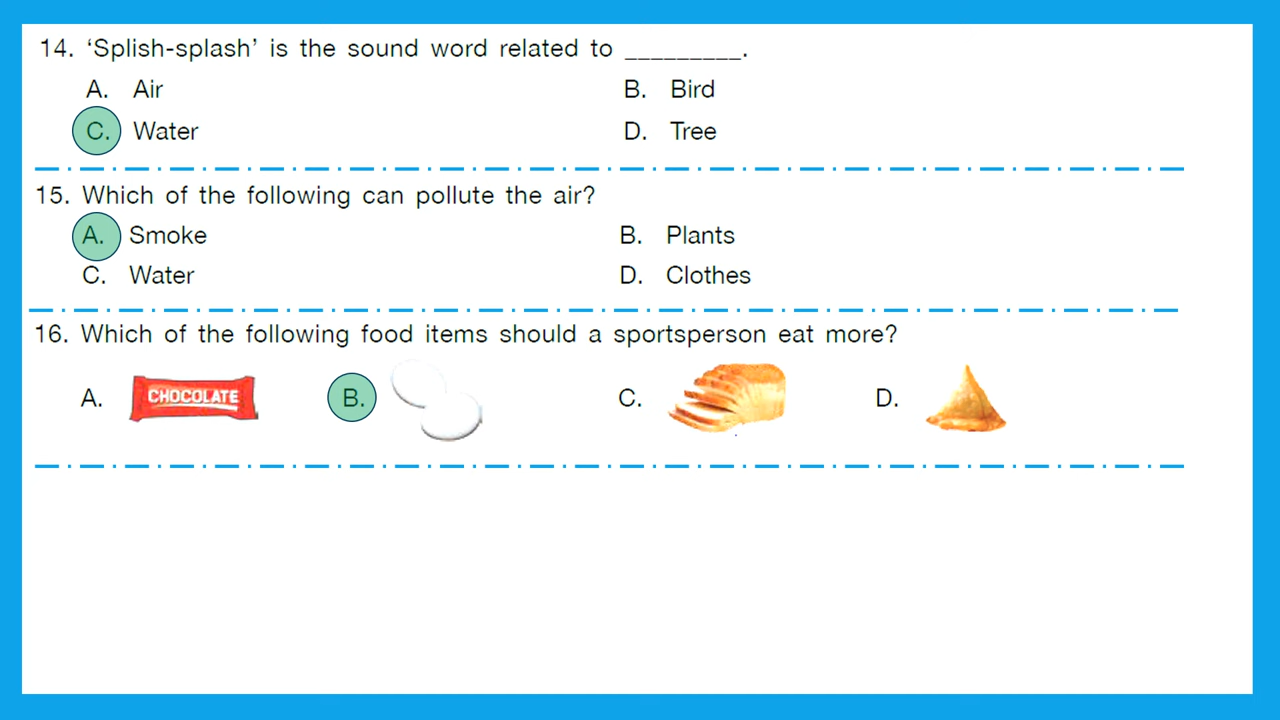 14. ‘Splish-splash’ is the sound word related to _________.
A. Air B. Bird
C. Water D. Tree
15. Which of the following can pollute the air?
A. Smoke B. Plants
C. Water D. Clothes
16. Which of the following food items should a sportsperson eat more?
A. CHOCOLATE B. C. D.